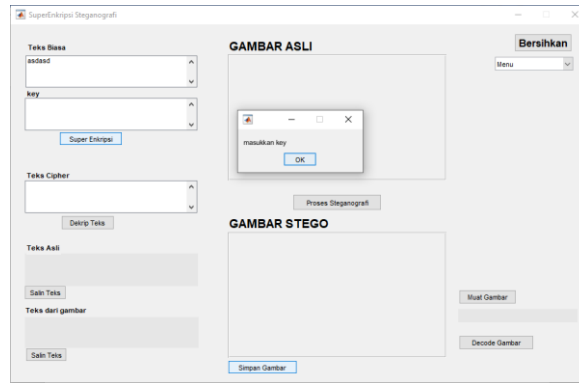 SuperEnkripsi Steganografi
Teks Biasa
asdasd
key
Super Enkripsi
Teks Cipher
Dekrip Teks
Teks Asli
Salin Teks
Teks dari gambar
Salin Teks
GAMBAR ASLI
masukkan key
OK
Proses Steganografi
GAMBAR STEGO
Simpan Gambar
Bersihkan
Menu
Muat Gambar
Decode Gambar